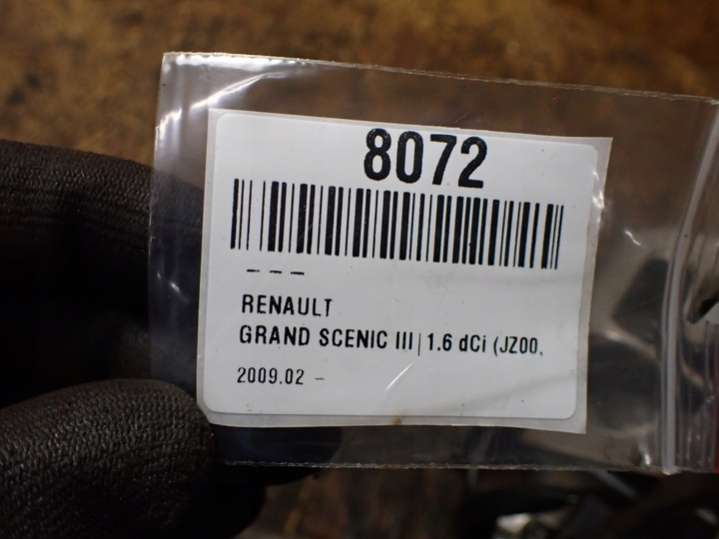 8072
– – –
RENAULT
GRAND SCENIC III | 1.6 dCi (JZ00,
2009.02 –